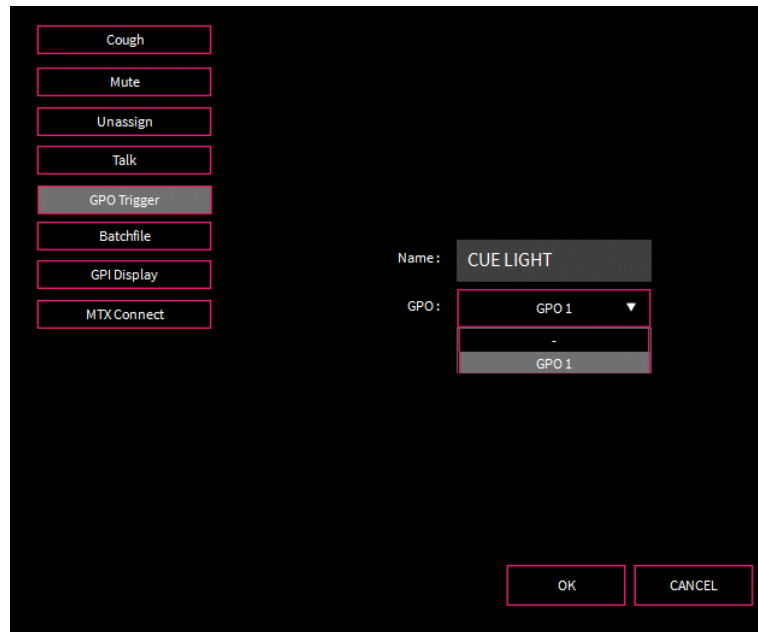 Cough
Mute
Unassign
Talk
GPO Trigger
Batchfile
GPI Display
MTX Connect
Name: CUE LIGHT
GPO: GPO 1 ▼
-
GPO 1
OK CANCEL